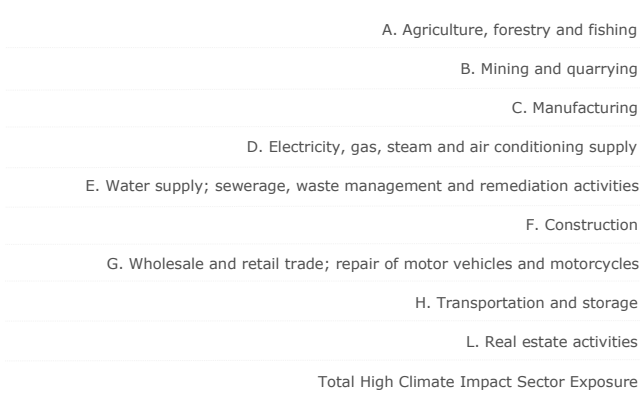 A. Agriculture, forestry and fishing
B. Mining and quarrying
C. Manufacturing
D. Electricity, gas, steam and air conditioning supply
E. Water supply; sewerage, waste management and remediation activities
F. Construction
G. Wholesale and retail trade; repair of motor vehicles and motorcycles
H. Transportation and storage
L. Real estate activities
Total High Climate Impact Sector Exposure